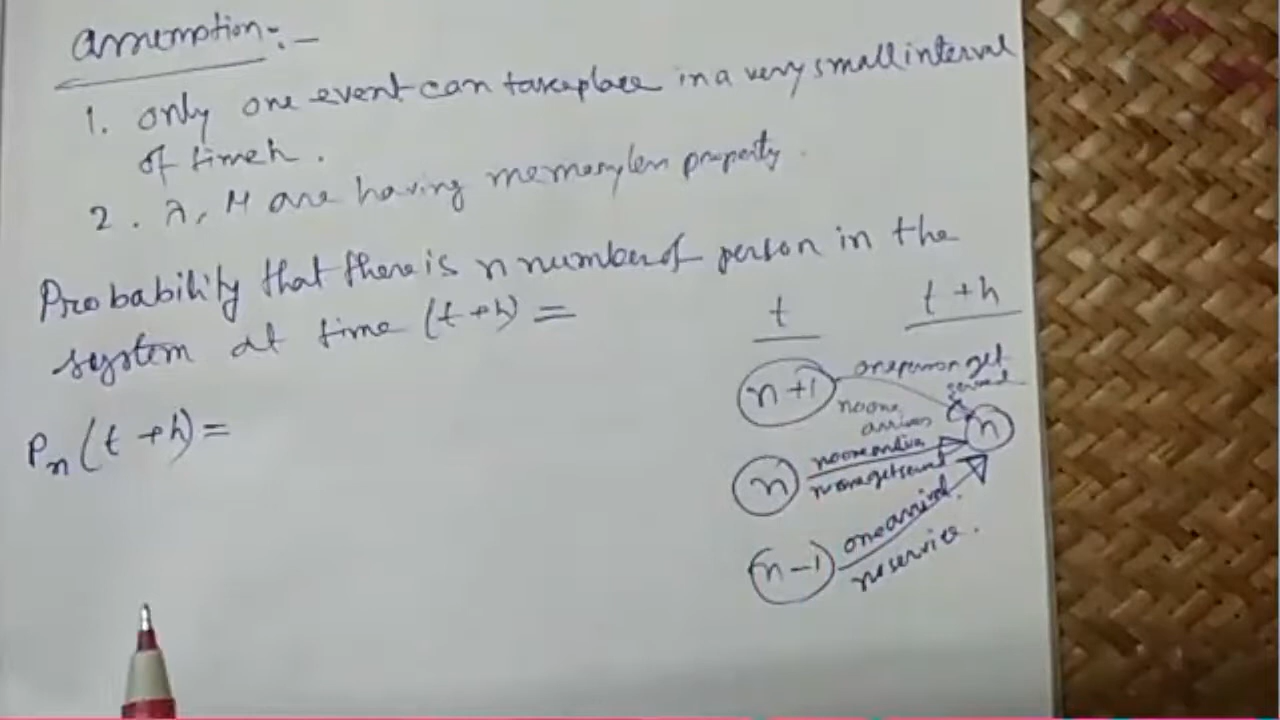 assumption:-
1. only one event can takeplace in a very small interval
of time h.
2. λ, μ are having memoryless property.
Probability that there is n number of person in the
system at time (t+h) =
t
t+h
n+1
one person get
served
no one
arrives
n
Pn(t+h)=
n
no one arrive
no one get served
n-1
one arrival
no service.